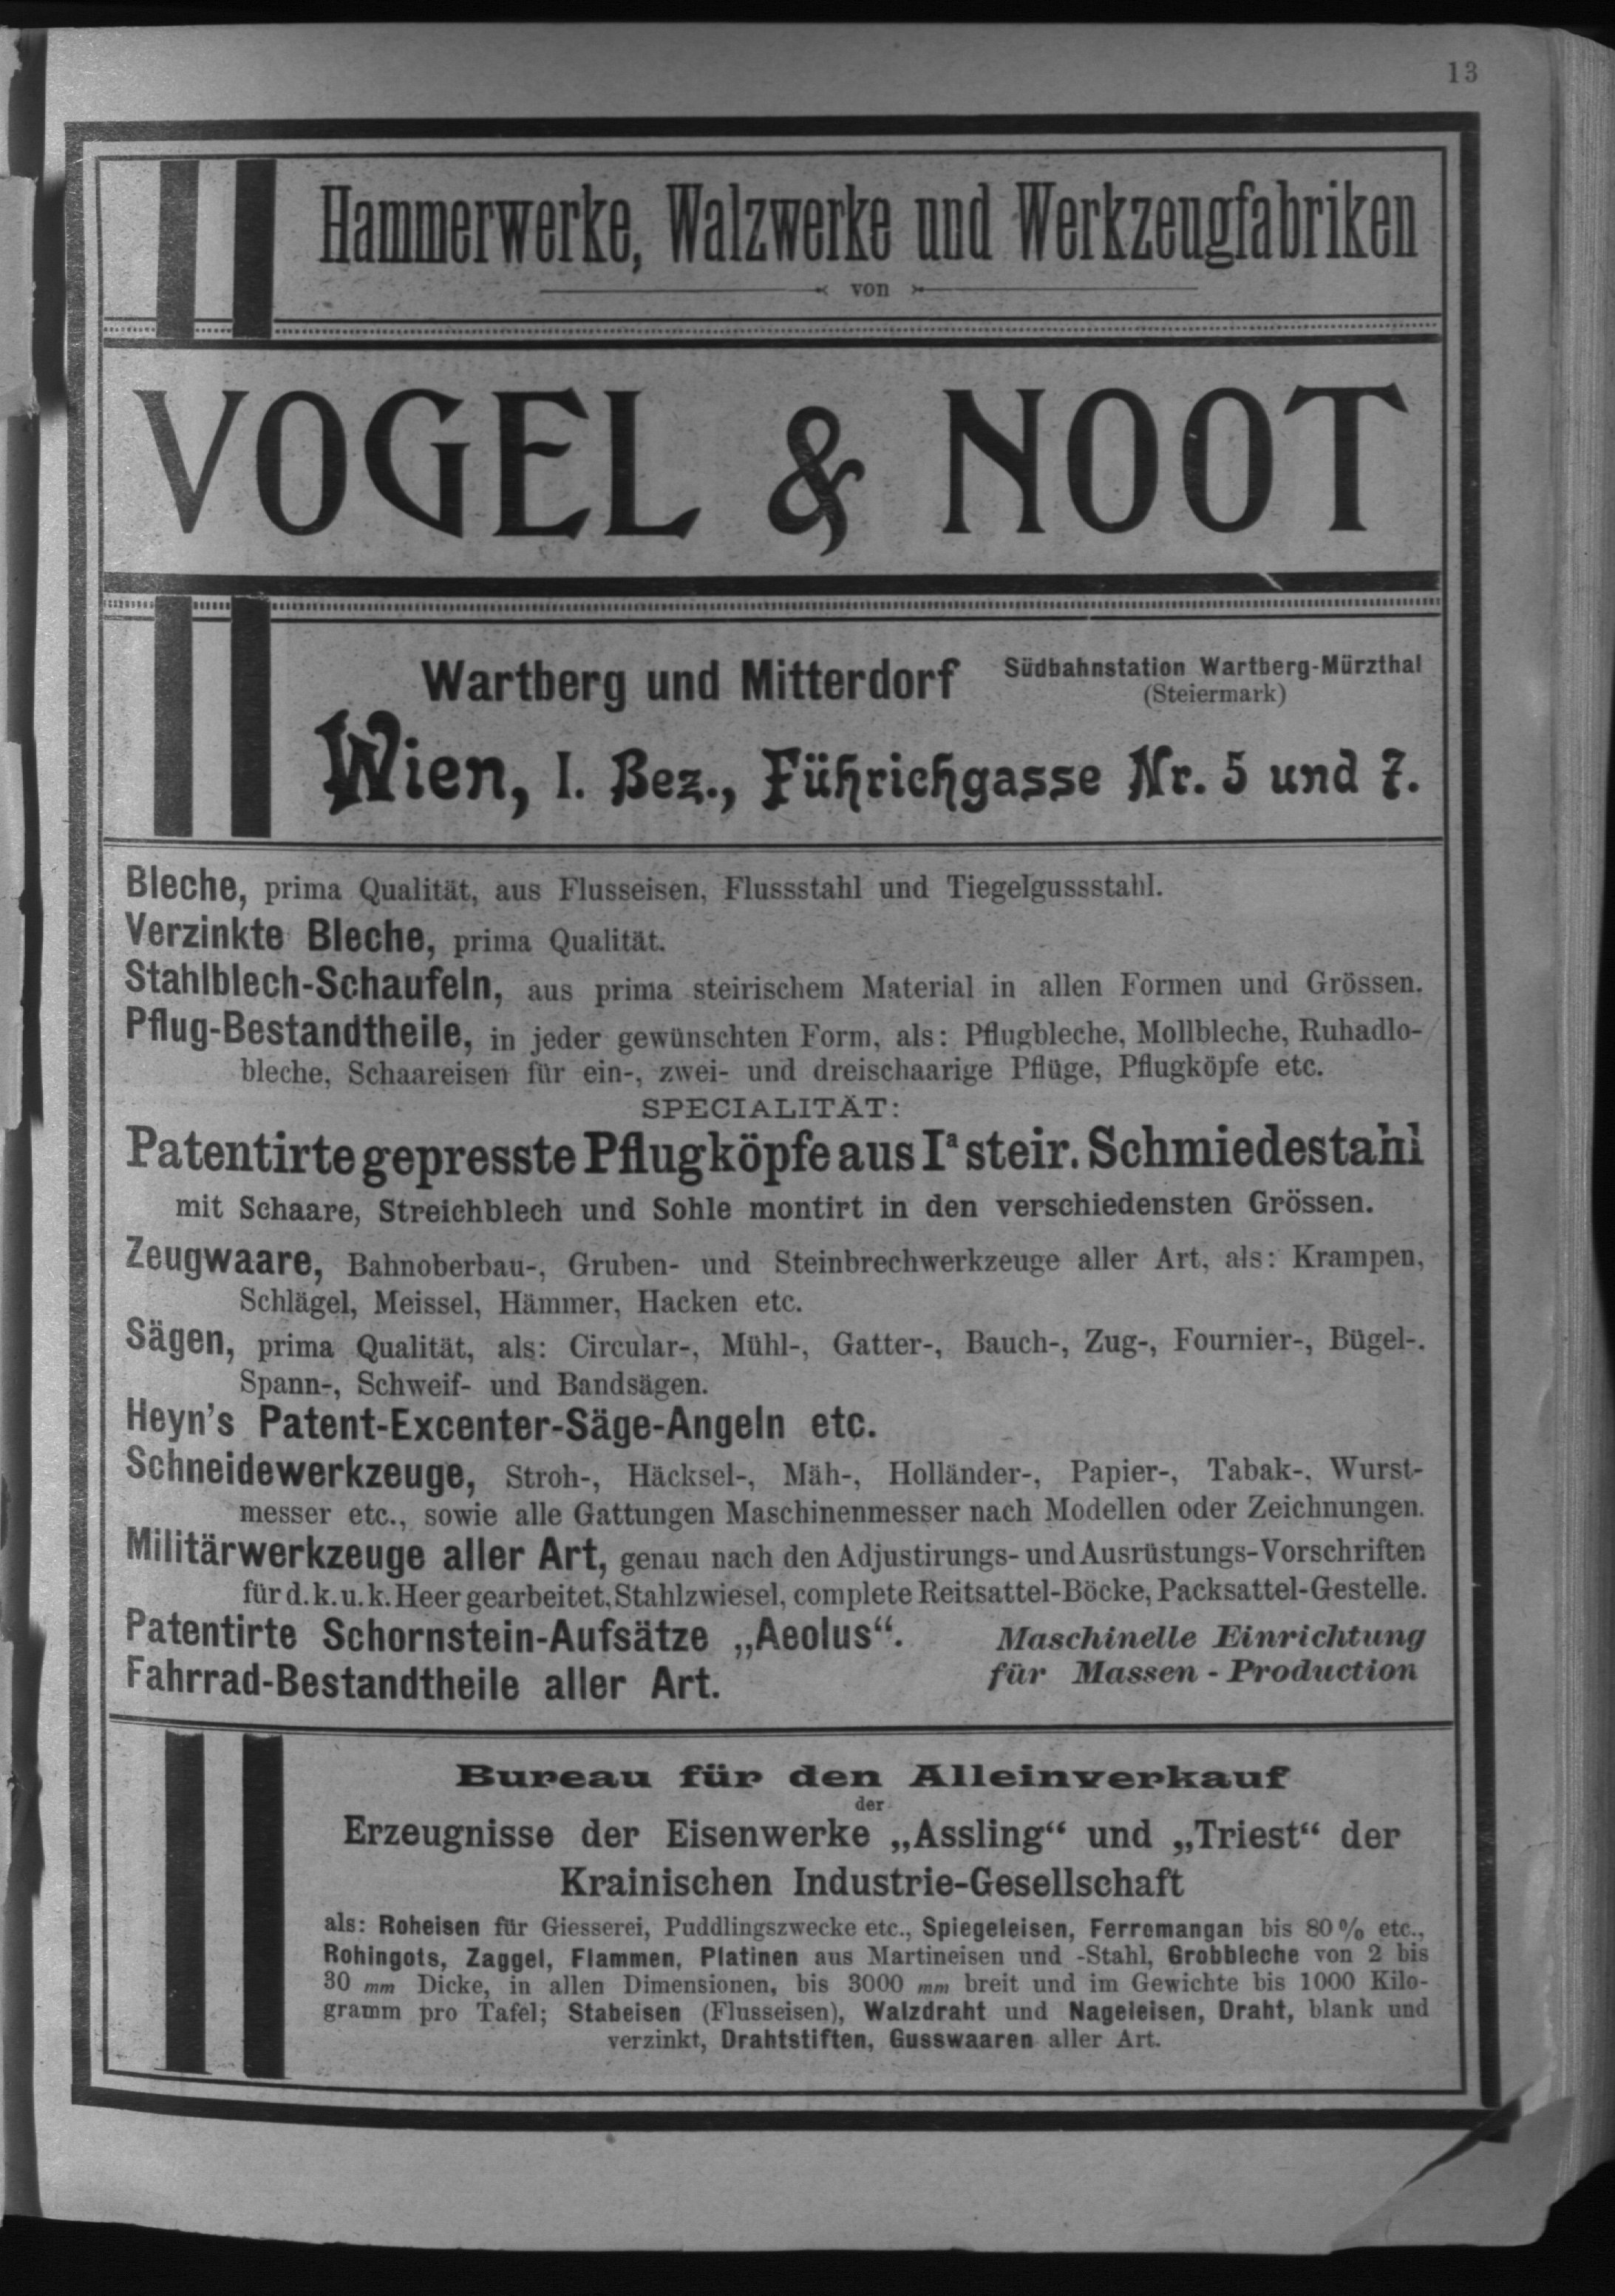 13
Hammerwerke, Walzwerke und Werkzeugfabriken
von
VOGEL & NOOT
Wartberg und Mitterdorf Südbahnstation Wartberg-Mürzthal
(Steiermark)
Wien, I. Bez., Führichgasse Nr. 5 und 7.
Bleche, prima Qualität, aus Flusseisen, Flussstahl und Tiegelgussstahl.
Verzinkte Bleche, prima Qualität.
Stahlblech-Schaufeln, aus prima steirischem Material in allen Formen und Grössen.
Pflug-Bestandtheile, in jeder gewünschten Form, als: Pflugbleche, Mollbleche, Ruhadlo-
bleche, Schaareisen für ein-, zwei- und dreischaarige Pflüge, Pflugköpfe etc.
SPECIALITÄT:
Patentirte gepresste Pflugköpfe aus Iª steir. Schmiedestahl
mit Schaare, Streichblech und Sohle montirt in den verschiedensten Grössen.
Zeugwaare, Bahnoberbau-, Gruben- und Steinbrechwerkzeuge aller Art, als: Krampen,
Schlägel, Meissel, Hämmer, Hacken etc.
Sägen, prima Qualität, als: Circular-, Mühl-, Gatter-, Bauch-, Zug-, Fournier-, Bügel-.
Spann-, Schweif- und Bandsägen.
Heyn's Patent-Excenter-Säge-Angeln etc.
Schneidewerkzeuge, Stroh-, Häcksel-, Mäh-, Holländer-, Papier-, Tabak-, Wurst-
messer etc., sowie alle Gattungen Maschinenmesser nach Modellen oder Zeichnungen.
Militärwerkzeuge aller Art, genau nach den Adjustirungs- und Ausrüstungs-Vorschriften
für d. k. u. k. Heer gearbeitet, Stahlzwiesel, complete Reitsattel-Böcke, Packsattel-Gestelle.
Patentirte Schornstein-Aufsätze „Aeolus“. Maschinelle Einrichtung
Fahrrad-Bestandtheile aller Art. für Massen - Production
Bureau für den Alleinverkauf
der
Erzeugnisse der Eisenwerke „Assling“ und „Triest“ der
Krainischen Industrie-Gesellschaft
als: Roheisen für Giesserei, Puddlingszwecke etc., Spiegeleisen, Ferromangan bis 80 % etc.,
Rohingots, Zaggel, Flammen, Platinen aus Martineisen und -Stahl, Grobbleche von 2 bis
30 mm Dicke, in allen Dimensionen, bis 3000 mm breit und im Gewichte bis 1000 Kilo-
gramm pro Tafel; Stabeisen (Flusseisen), Walzdraht und Nageleisen, Draht, blank und
verzinkt, Drahtstiften, Gusswaaren aller Art.